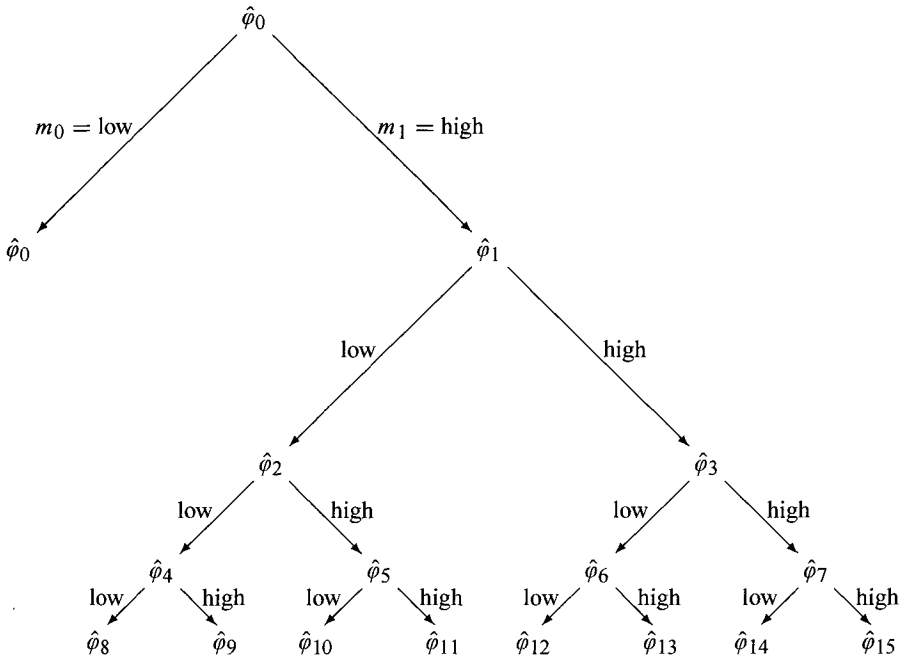 φ̂0
m0 = low m1 = high
φ̂0 φ̂1
low high
φ̂2 φ̂3
low high low high
φ̂4 φ̂5 φ̂6 φ̂7
low high low high low high low high
φ̂8 φ̂9 φ̂10 φ̂11 φ̂12 φ̂13 φ̂14 φ̂15